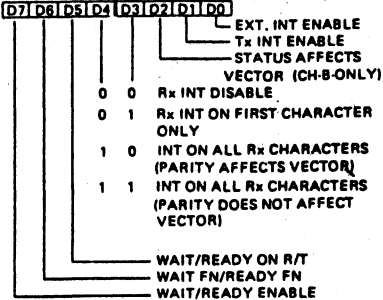 D7 D6 D5 D4 D3 D2 D1 D0
EXT. INT ENABLE
Tx INT ENABLE
STATUS AFFECTS
VECTOR (CH-B-ONLY)
0 0 Rx INT DISABLE
0 1 Rx INT ON FIRST CHARACTER
ONLY
1 0 INT ON ALL Rx CHARACTERS
(PARITY AFFECTS VECTOR)
1 1 INT ON ALL Rx CHARACTERS
(PARITY DOES NOT AFFECT
VECTOR)
WAIT/READY ON R/T
WAIT FN/READY FN
WAIT/READY ENABLE